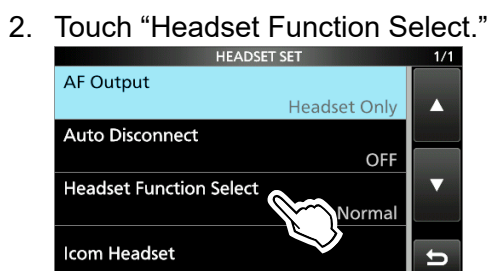 2. Touch “Headset Function Select.”
HEADSET SET 1/1
AF Output
Headset Only
Auto Disconnect
OFF
Headset Function Select
Normal
Icom Headset